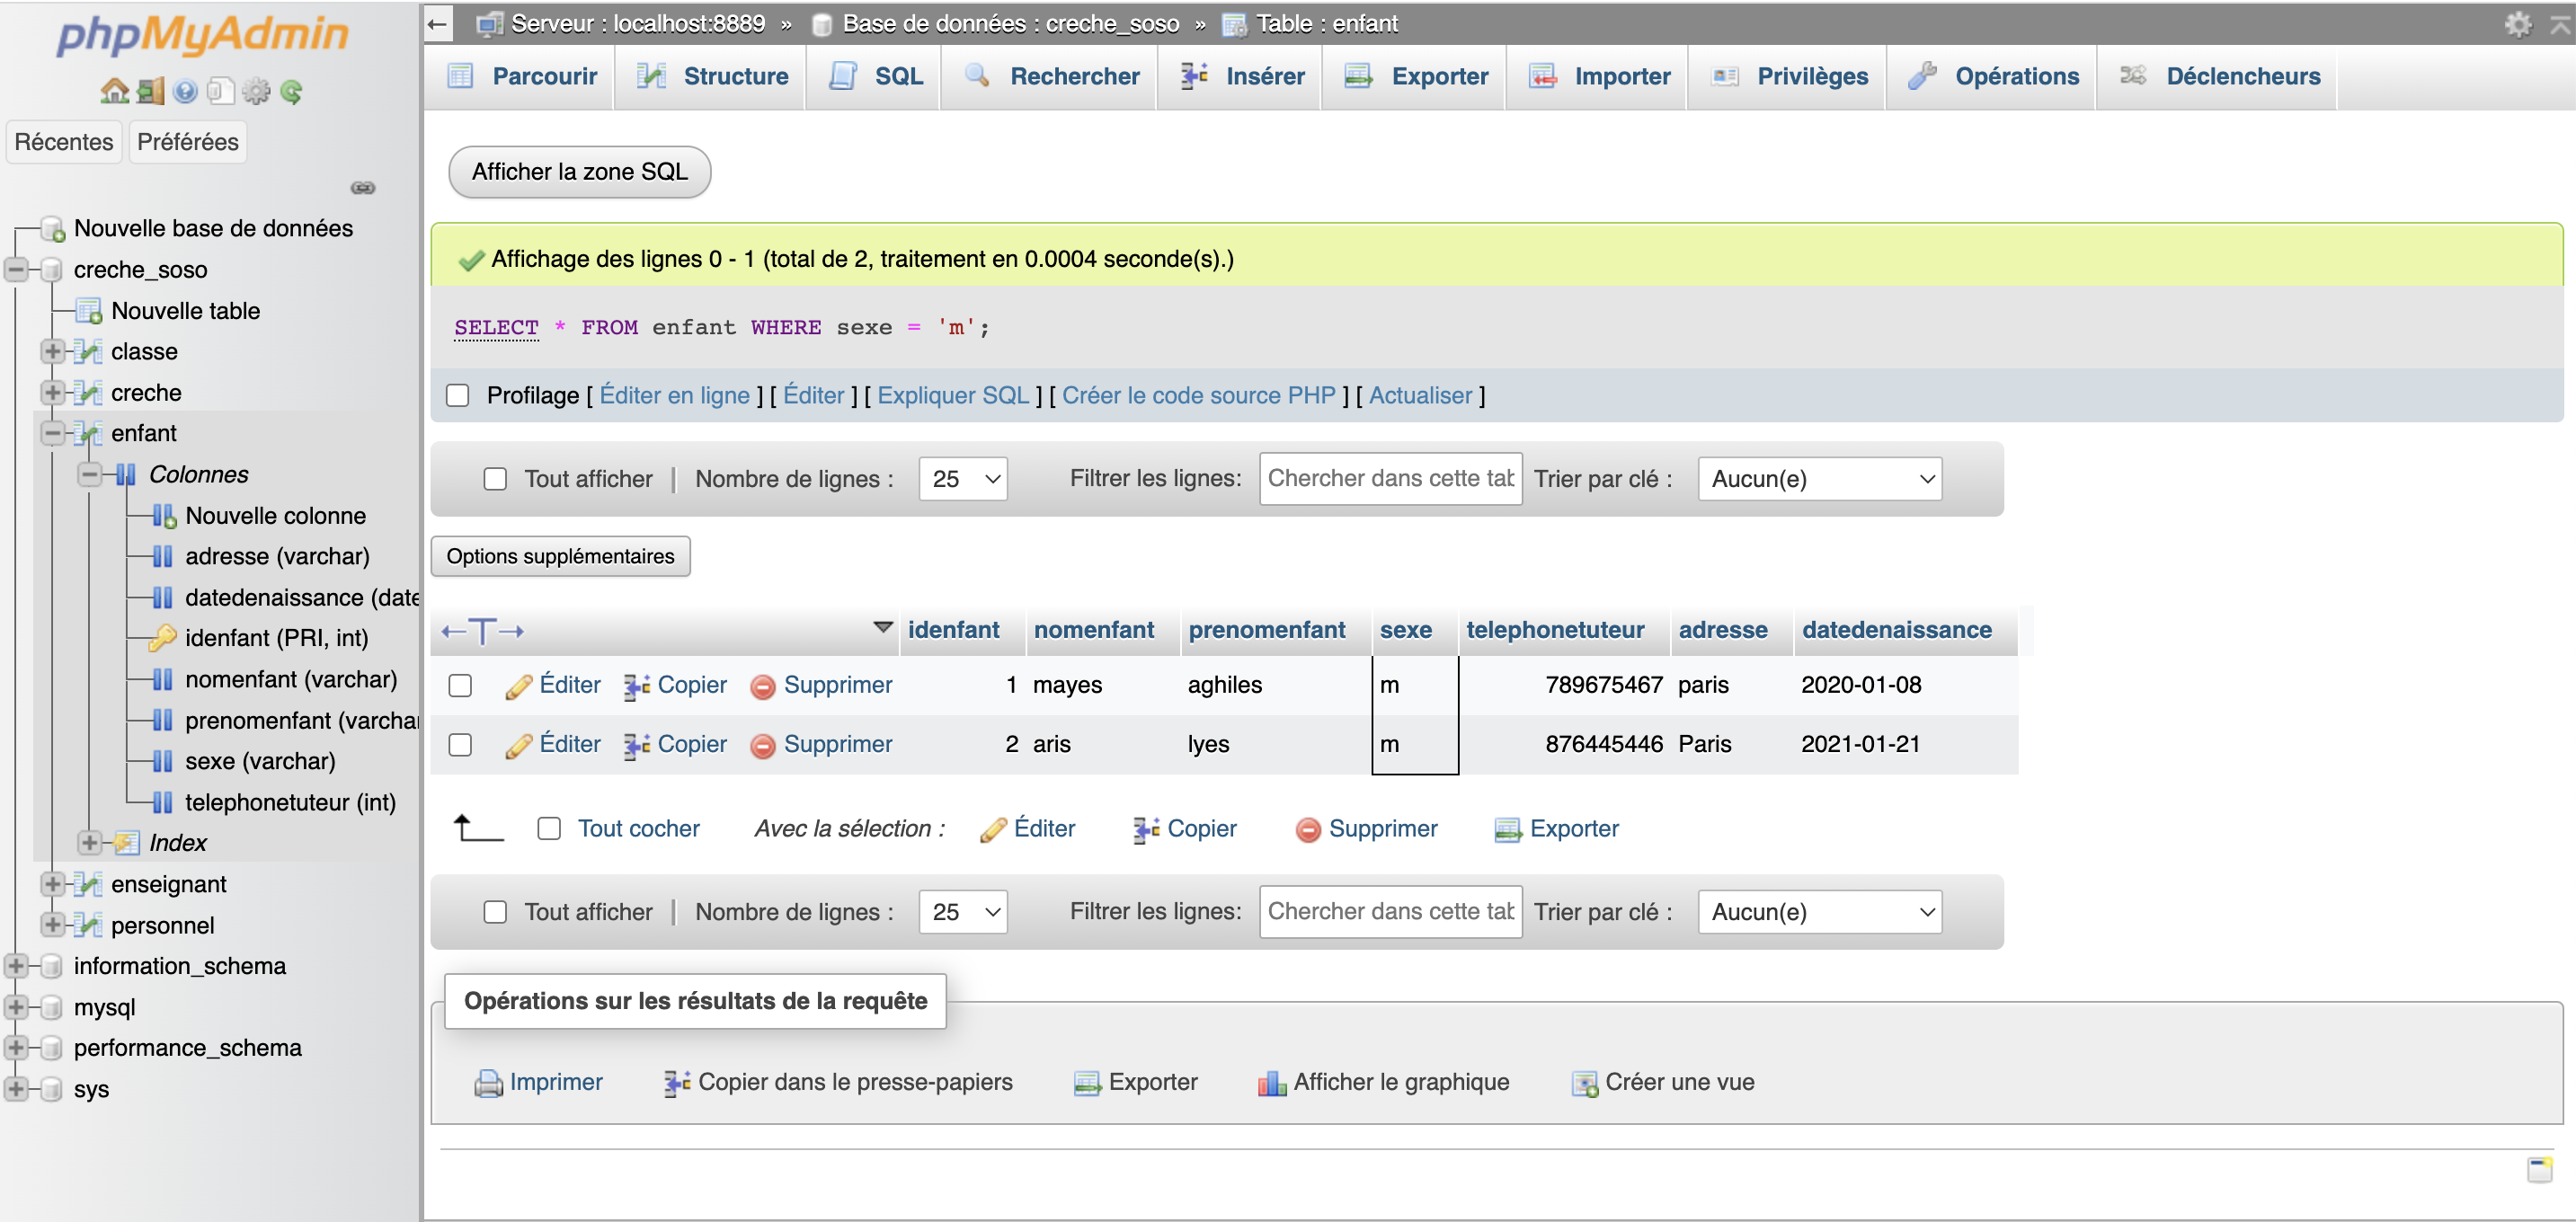 phpMyAdmin
Récentes Préférées
Nouvelle base de données
creche_soso
Nouvelle table
classe
creche
enfant
Colonnes
Nouvelle colonne
adresse (varchar)
datedenaissance (date
idenfant (PRI, int)
nomenfant (varchar)
prenomenfant (varchar
sexe (varchar)
telephonetuteur (int)
Index
enseignant
personnel
information_schema
mysql
performance_schema
sys
Serveur : localhost:8889 » Base de données : creche_soso » Table : enfant
Parcourir Structure SQL Rechercher Insérer Exporter Importer Privilèges Opérations Déclencheurs
Afficher la zone SQL
Affichage des lignes 0 - 1 (total de 2, traitement en 0.0004 seconde(s).)
SELECT * FROM enfant WHERE sexe = 'm';
Profilage [ Éditer en ligne ] [ Éditer ] [ Expliquer SQL ] [ Créer le code source PHP ] [ Actualiser ]
Tout afficher | Nombre de lignes : 25 Filtrer les lignes: Chercher dans cette tab Trier par clé : Aucun(e)
Options supplémentaires
←T→ idenfant nomenfant prenomenfant sexe telephonetuteur adresse datedenaissance
Éditer Copier Supprimer 1 mayes aghiles m 789675467 paris 2020-01-08
Éditer Copier Supprimer 2 aris lyes m 876445446 Paris 2021-01-21
Tout cocher Avec la sélection : Éditer Copier Supprimer Exporter
Tout afficher | Nombre de lignes : 25 Filtrer les lignes: Chercher dans cette tab Trier par clé : Aucun(e)
Opérations sur les résultats de la requête
Imprimer Copier dans le presse-papiers Exporter Afficher le graphique Créer une vue